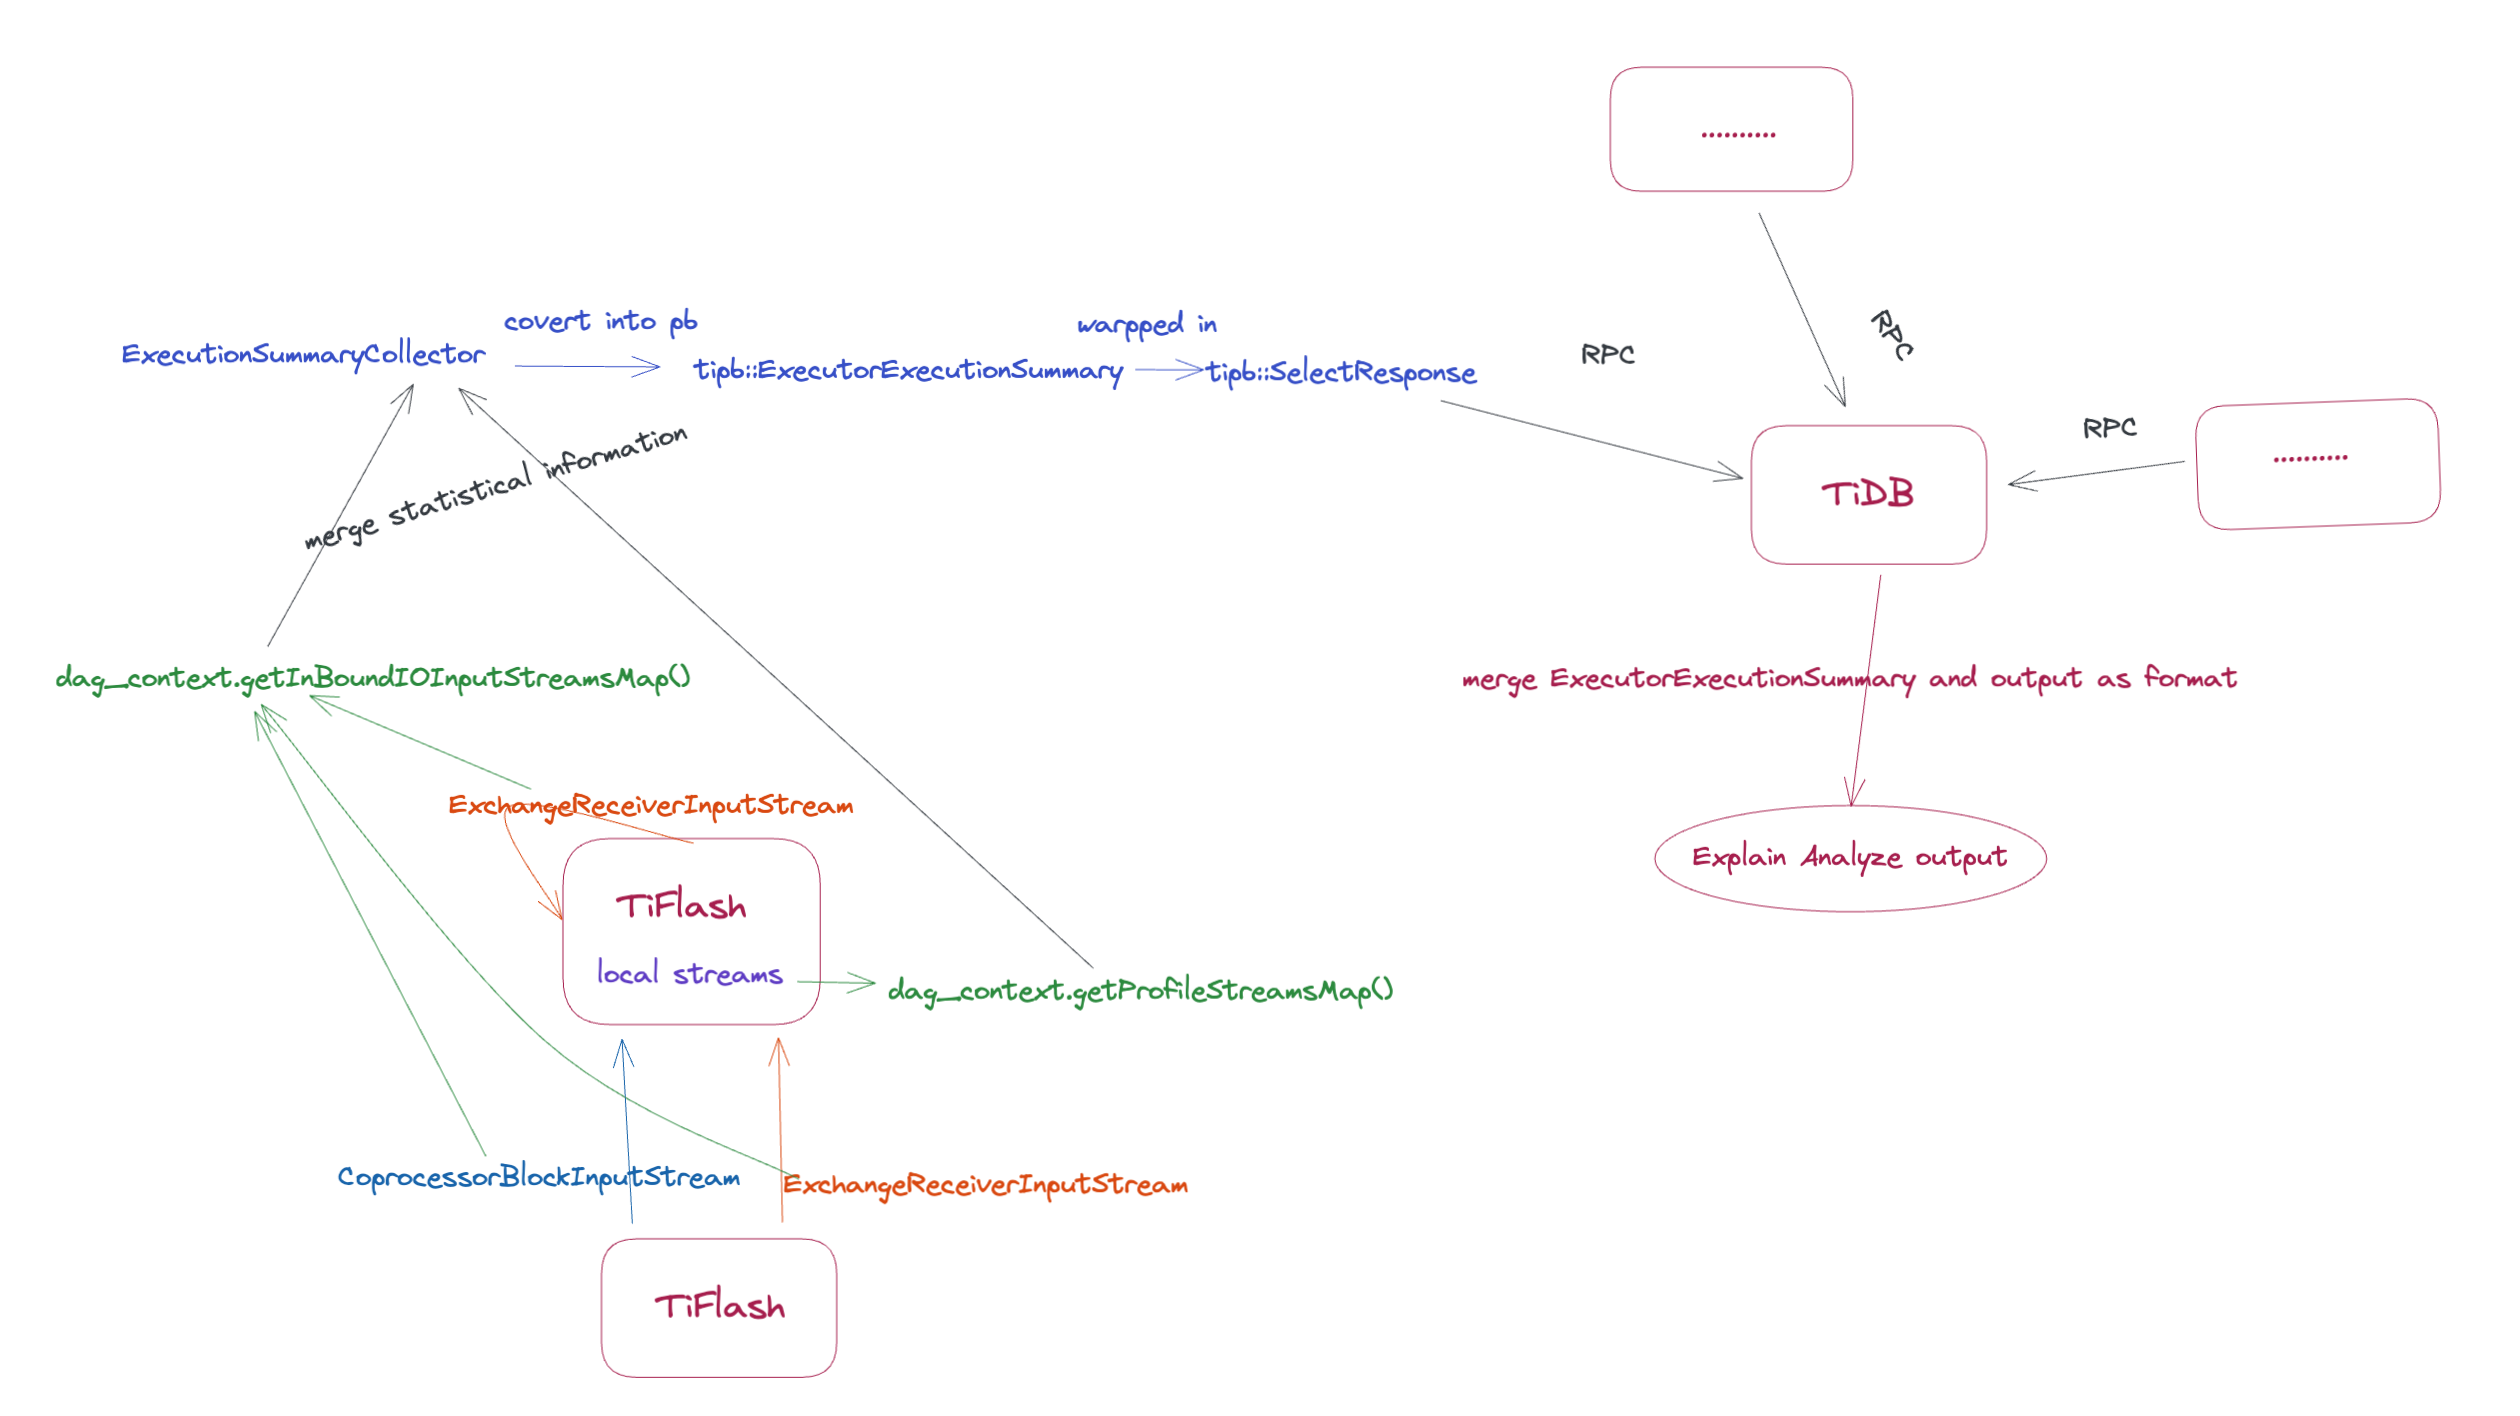 ..........
RPC
covert into pb
warpped in
ExecutionSummaryCollector
tipb::ExecutorExecutionSummary
tipb::SelectResponse
RPC
RPC
..........
merge statistical information
TiDB
dag_context.getInBoundIOInputStreamsMap()
merge ExecutorExecutionSummary and output as format
ExchangeReceiverInputStream
Explain Analyze output
TiFlash
local streams
dag_context.getProfileStreamsMap()
CoprocessorBlockInputStream
ExchangeReceiverInputStream
TiFlash